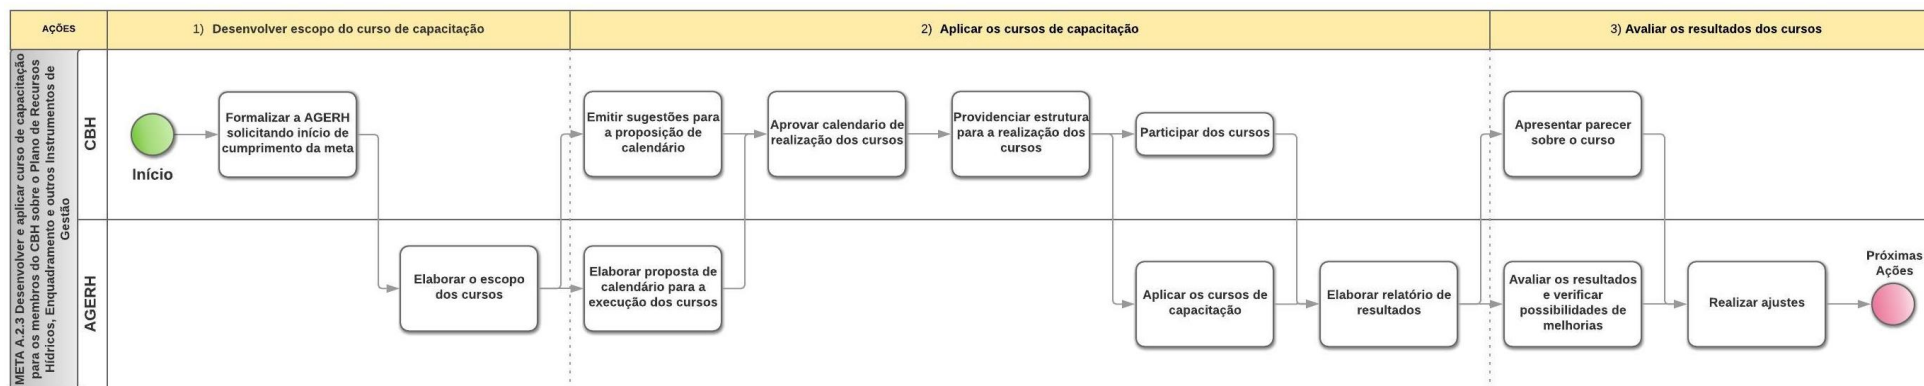 AÇÕES
1) Desenvolver escopo do curso de capacitação
2) Aplicar os cursos de capacitação
3) Avaliar os resultados dos cursos
META A.2.3 Desenvolver e aplicar curso de capacitação
para os membros do CBH sobre o Plano de Recursos
Hídricos, Enquadramento e outros Instrumentos de
Gestão
CBH
Início
Formalizar a AGERH
solicitando início de
cumprimento da meta
Emitir sugestões para
a proposição de
calendário
Aprovar calendario de
realização dos cursos
Providenciar estrutura
para a realização dos
cursos
Participar dos cursos
Apresentar parecer
sobre o curso
AGERH
Elaborar o escopo
dos cursos
Elaborar proposta de
calendário para a
execução dos cursos
Aplicar os cursos de
capacitação
Elaborar relatório de
resultados
Avaliar os resultados
e verificar
possibilidades de
melhorias
Realizar ajustes
Próximas
Ações